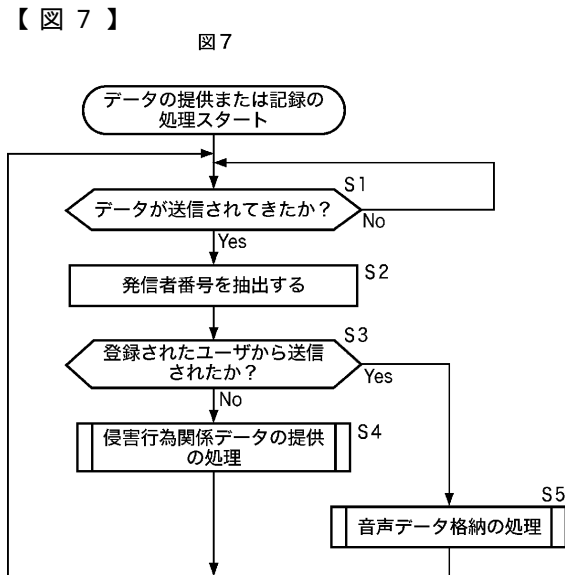 【図７】
図７
データの提供または記録の
処理スタート
S1
データが送信されてきたか？
No
Yes
S2
発信者番号を抽出する
S3
登録されたユーザから送信
されたか？
Yes
No
S4
侵害行為関係データの提供
の処理
S5
音声データ格納の処理